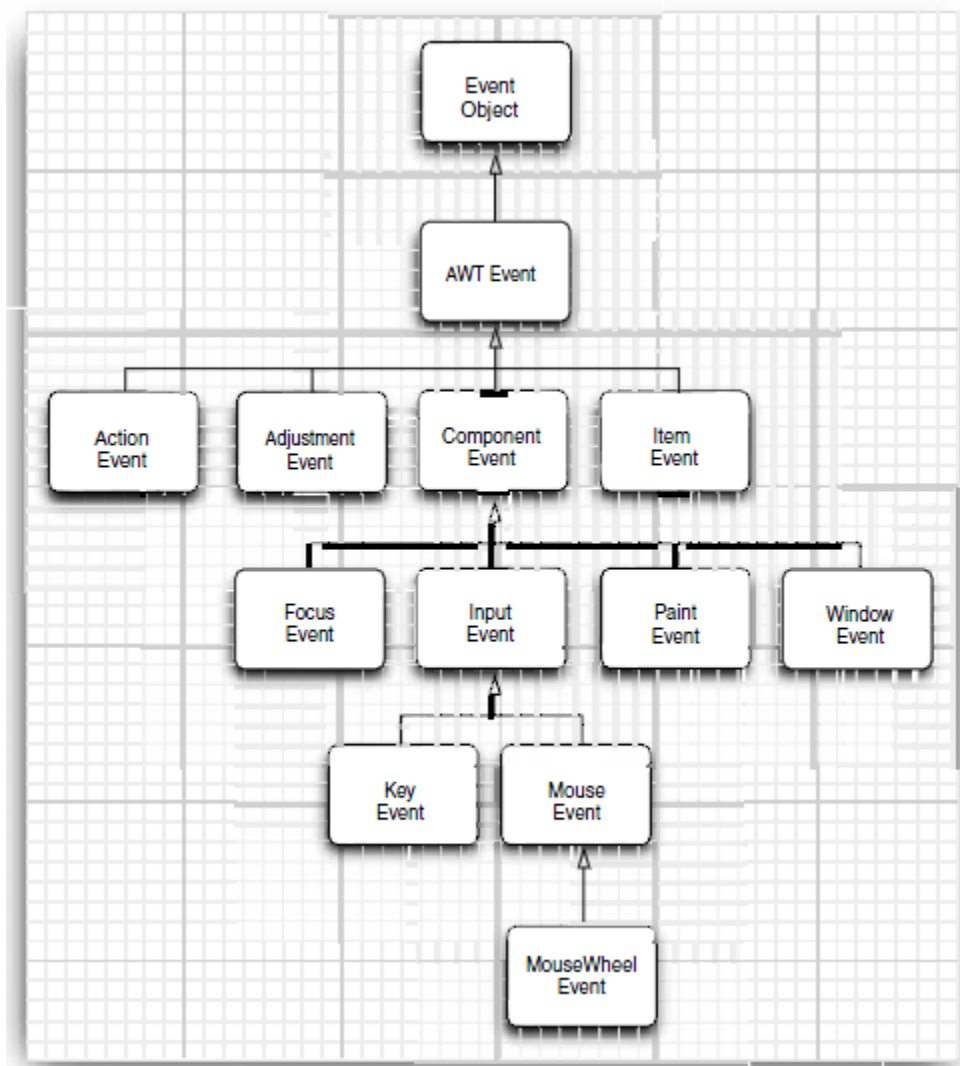 Event
Object
AWT Event
Action
Event
Adjustment
Event
Component
Event
Item
Event
Focus
Event
Input
Event
Paint
Event
Window
Event
Key
Event
Mouse
Event
MouseWheel
Event